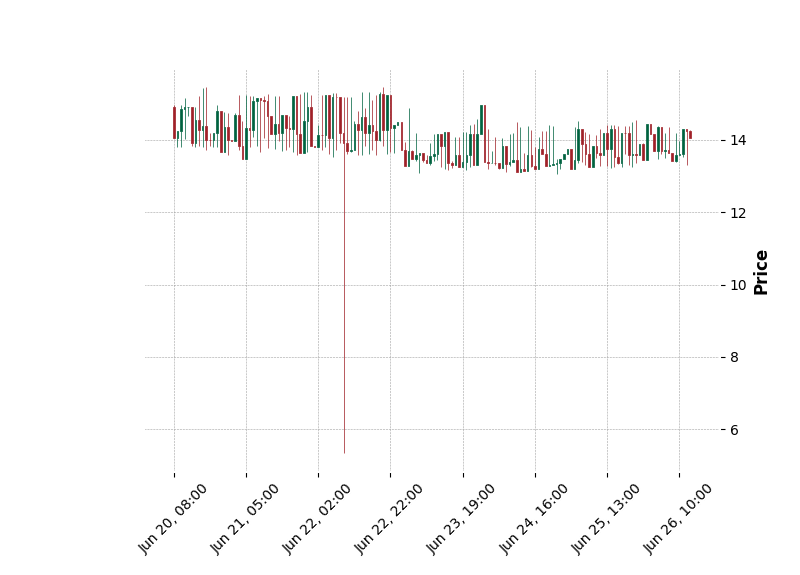 14
12
10
8
6
Price
Jun 20, 08:00
Jun 21, 05:00
Jun 22, 02:00
Jun 22, 22:00
Jun 23, 19:00
Jun 24, 16:00
Jun 25, 13:00
Jun 26, 10:00